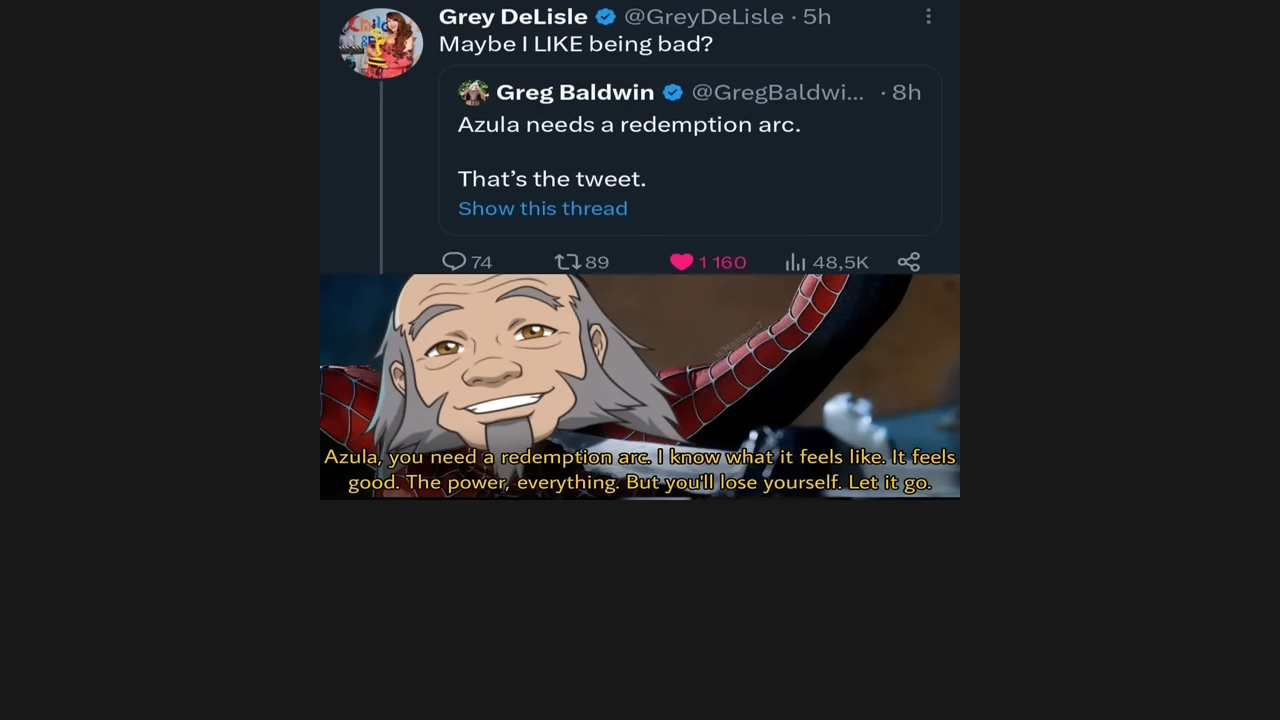 Grey DeLisle @GreyDeLisle · 5h
Maybe I LIKE being bad?
Greg Baldwin @GregBaldwi... · 8h
Azula needs a redemption arc.
That’s the tweet.
Show this thread
74 89 1 160 48,5K
Azula, you need a redemption arc. I know what it feels like. It feels
good. The power, everything. But you'll lose yourself. Let it go.